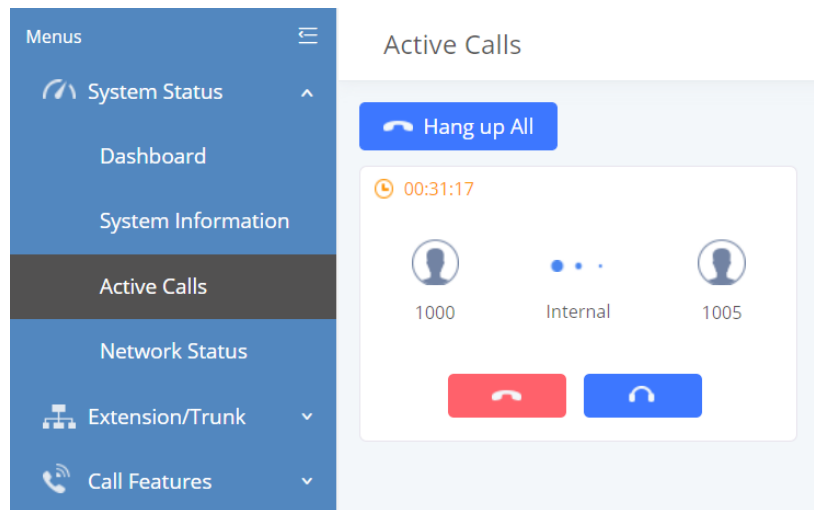 Menus
System Status
Dashboard
System Information
Active Calls
Network Status
Extension/Trunk
Call Features
Active Calls
Hang up All
00:31:17
1000 Internal 1005